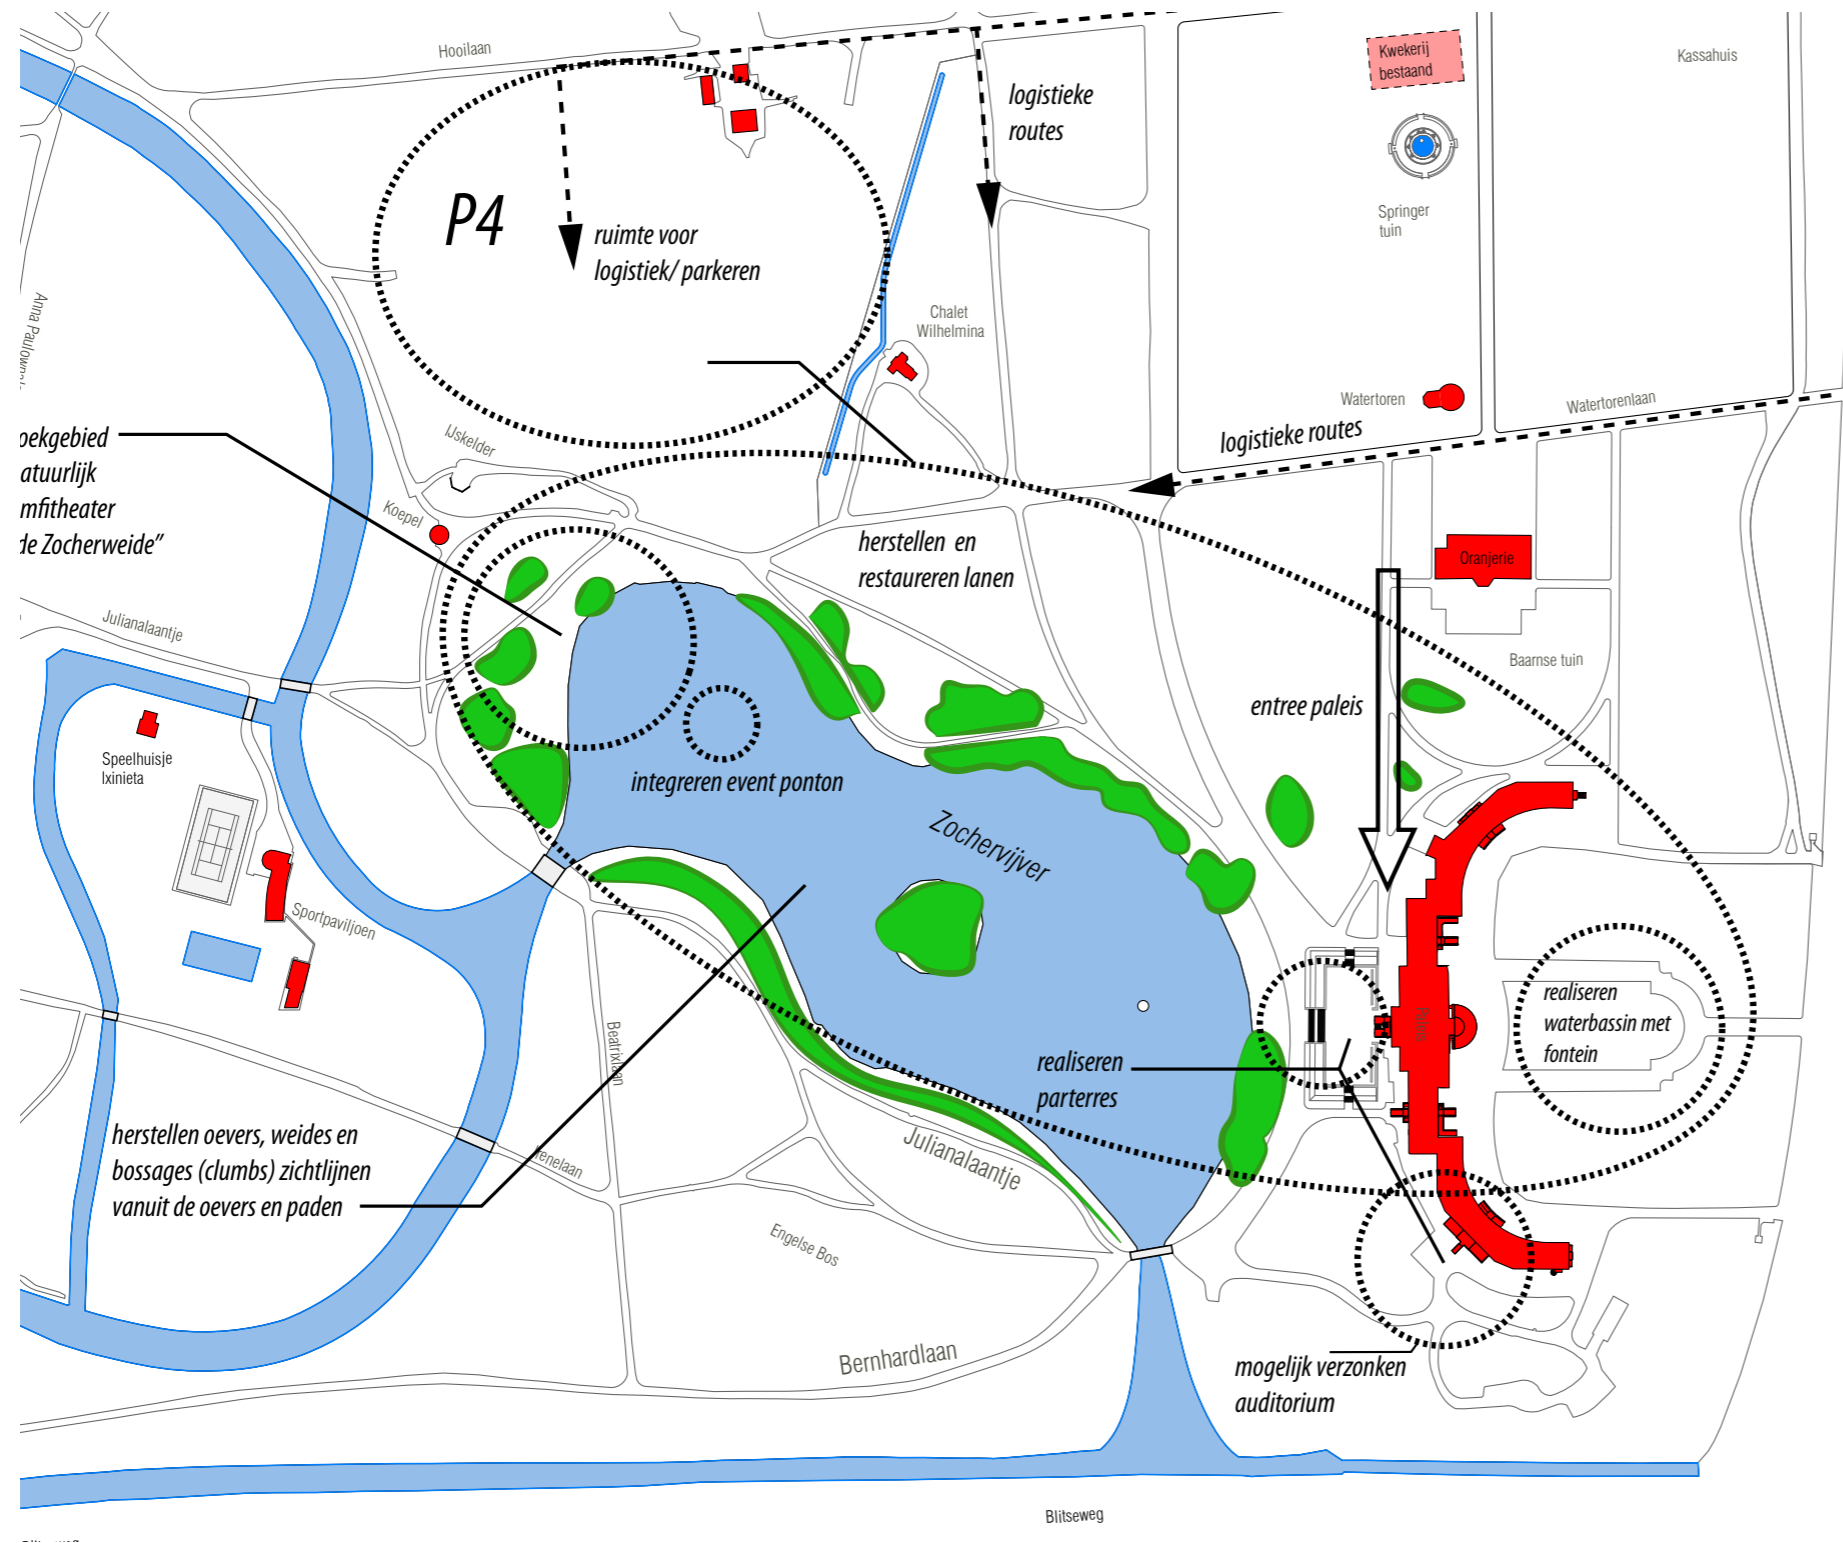 Hooilaan
Kwekerij
bestaand
Kassahuis
logistieke
routes
P4
Springer
tuin
ruimte voor
logistiek/ parkeren
Anna
Chalet
Wilhelmina
Watertoren
Watertorenlaan
logistieke routes
oekgebied
atuurlijk
mfitheater
de Zocherweide”
IJskelder
Koepel
herstellen en
restaureren lanen
Oranjerie
Julianalaantje
Baarnse tuin
entree paleis
Speelhuisje
Ixinieta
integreren event ponton
Zochervijver
Sportpaviljoen
realiseren
waterbassin met
fontein
Paleis
Beatrixlaan
realiseren
parterres
herstellen oevers, weides en
bossages (clumbs) zichtlijnen
vanuit de oevers en paden
Irenelaan
Julianalaantje
Engelse Bos
Bernhardlaan
mogelijk verzonken
auditorium
Blitseweg